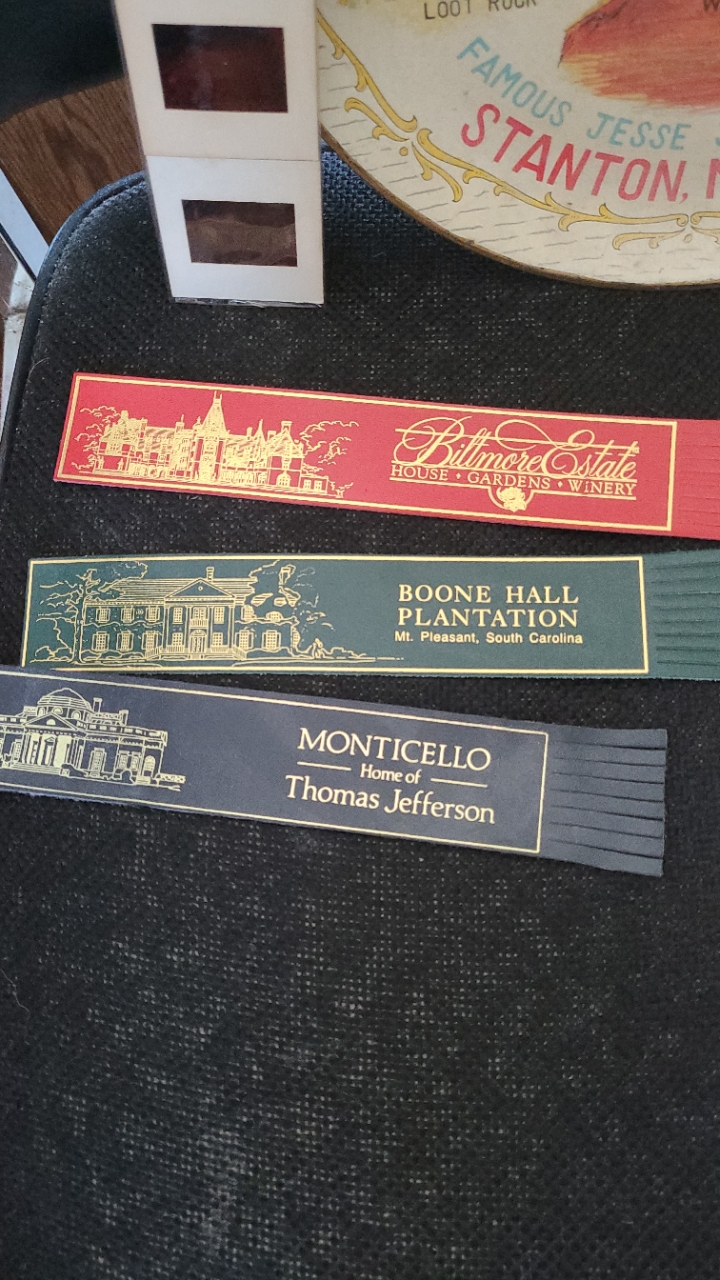 LOOT ROCK
FAMOUS JESSE
STANTON,
Biltmore Estate
HOUSE • GARDENS • WINERY
BOONE HALL
PLANTATION
Mt. Pleasant, South Carolina
MONTICELLO
Home of
Thomas Jefferson